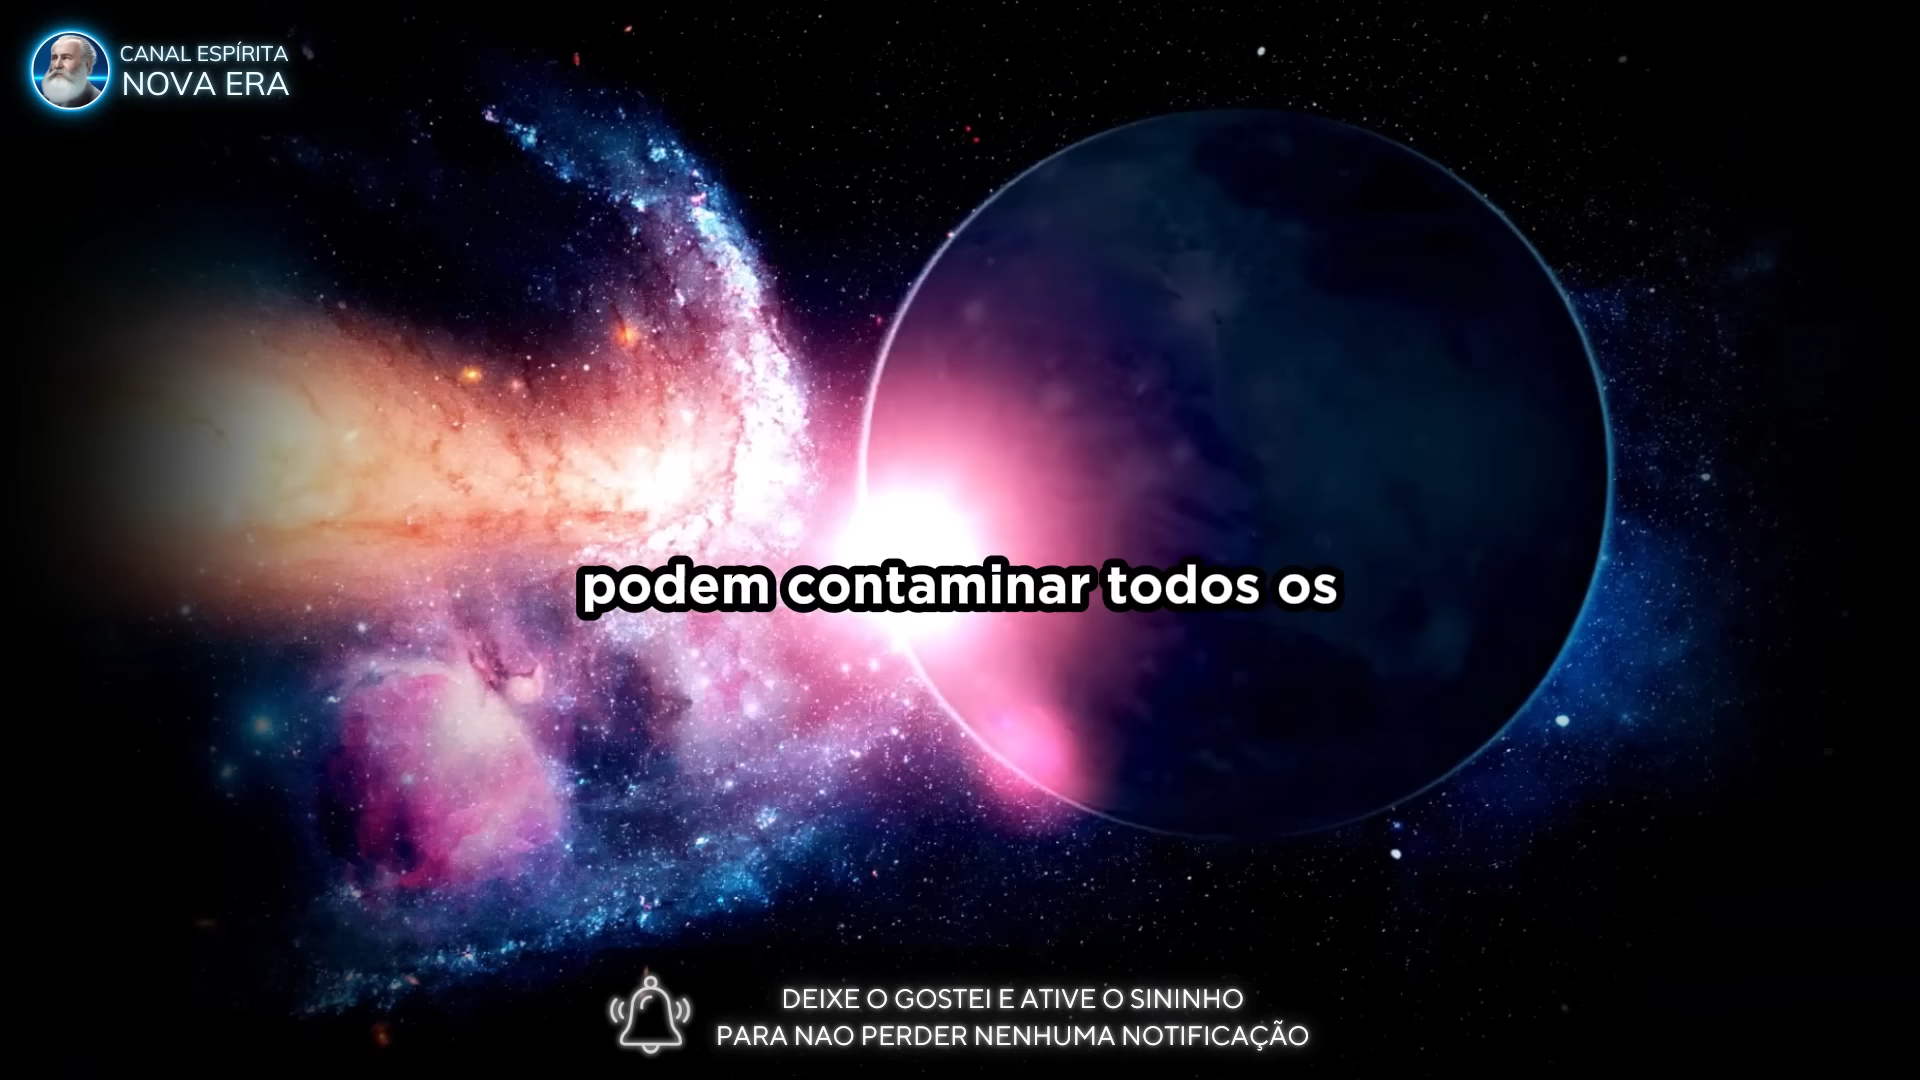 CANAL ESPÍRITA
NOVA ERA
podem contaminar todos os
DEIXE O GOSTEI E ATIVE O SININHO
PARA NAO PERDER NENHUMA NOTIFICAÇÃO